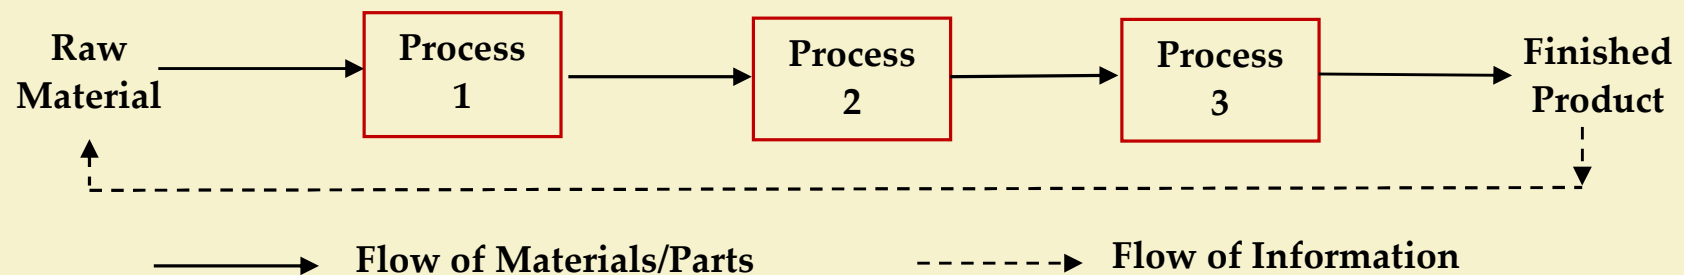 Raw
Material
Process
1
Process
2
Process
3
Finished
Product
Flow of Materials/Parts
Flow of Information